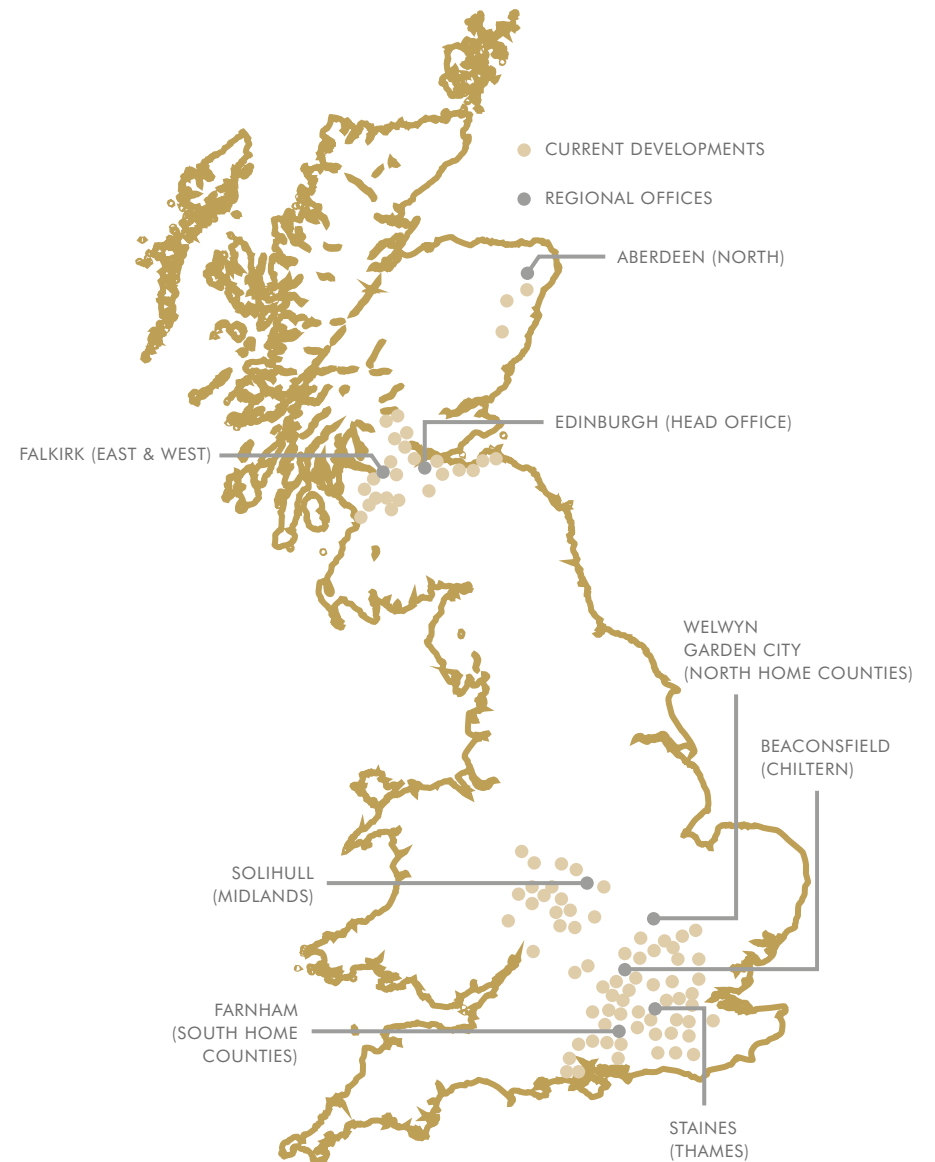 CURRENT DEVELOPMENTS
REGIONAL OFFICES
ABERDEEN (NORTH)
EDINBURGH (HEAD OFFICE)
FALKIRK (EAST & WEST)
WELWYN
GARDEN CITY
(NORTH HOME COUNTIES)
BEACONSFIELD
(CHILTERN)
SOLIHULL
(MIDLANDS)
FARNHAM
(SOUTH HOME
COUNTIES)
STAINES
(THAMES)